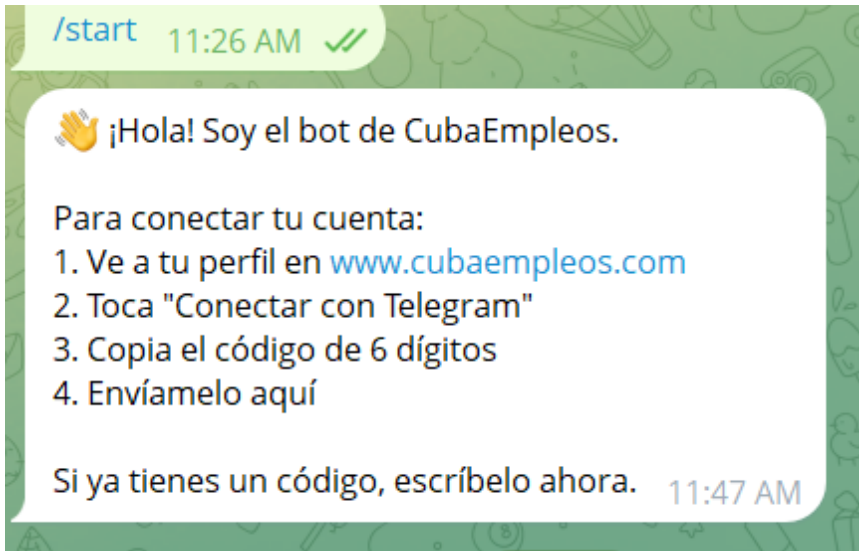 /start 11:26 AM
👋 ¡Hola! Soy el bot de CubaEmpleos.
Para conectar tu cuenta:
1. Ve a tu perfil en www.cubaempleos.com
2. Toca "Conectar con Telegram"
3. Copia el código de 6 dígitos
4. Envíamelo aquí
Si ya tienes un código, escríbelo ahora. 11:47 AM